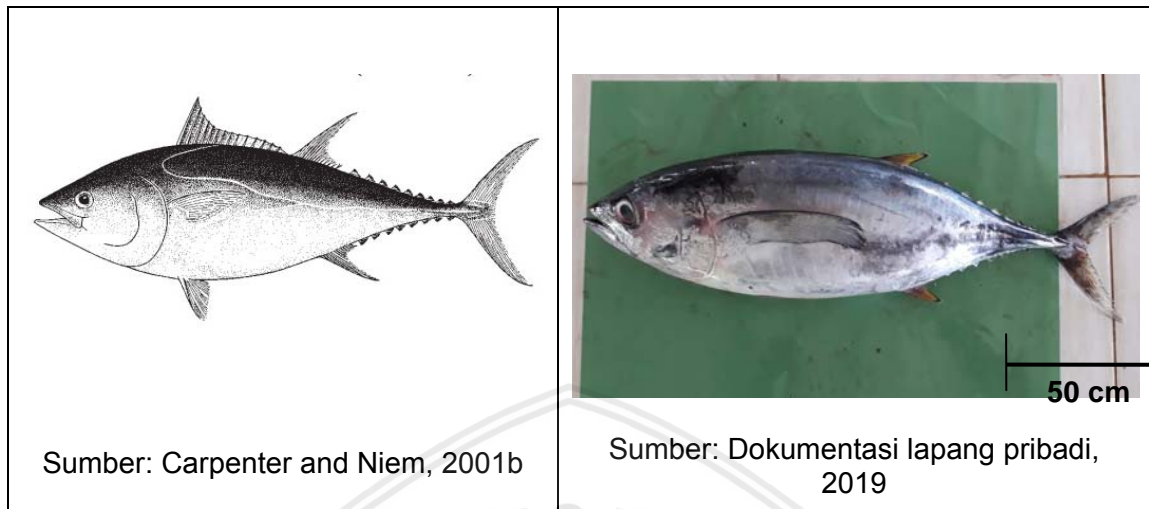 50 cm
Sumber: Carpenter and Niem, 2001b
Sumber: Dokumentasi lapang pribadi,
2019